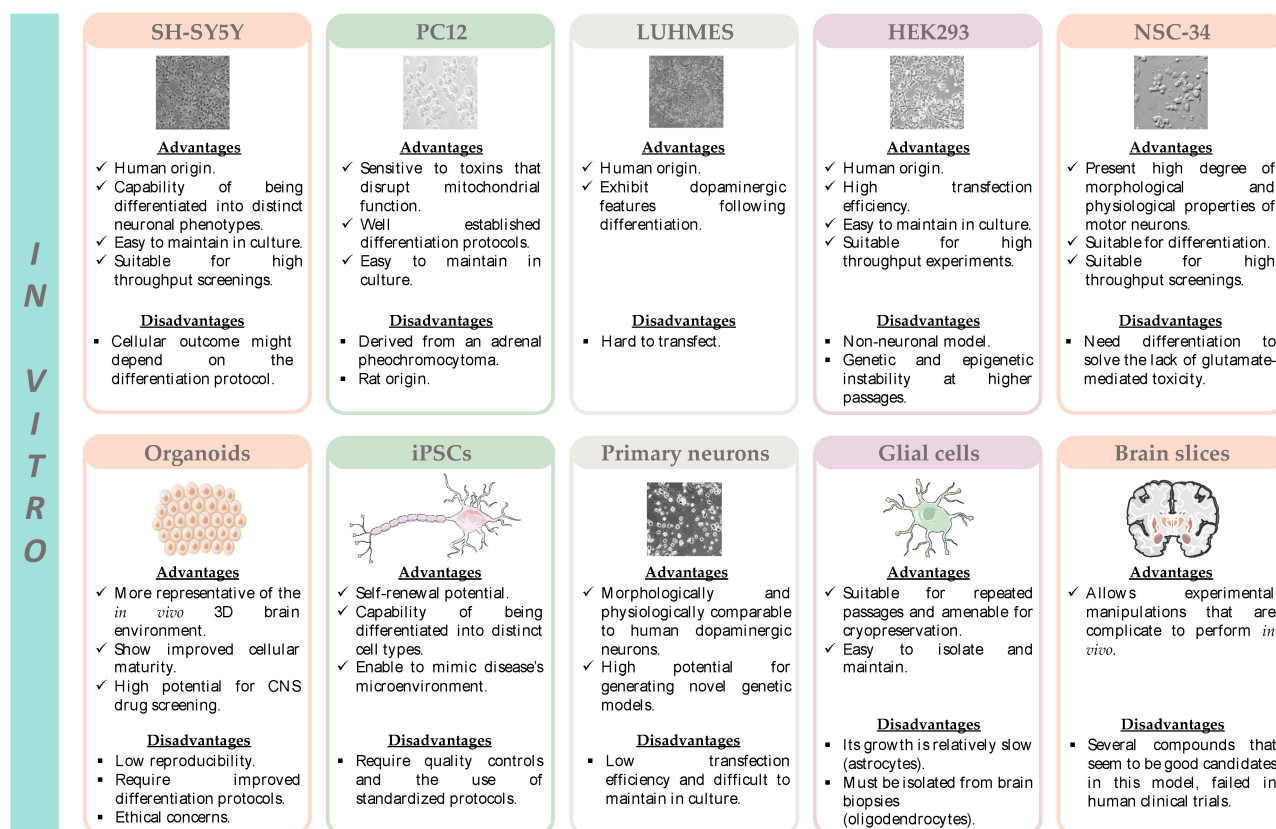 IN VITRO
SH-SY5Y
Advantages
✓ Human origin.
✓ Capability of being
differentiated into distinct
neuronal phenotypes.
✓ Easy to maintain in culture.
✓ Suitable for high
throughput screenings.
Disadvantages
▪ Cellular outcome might
depend on the
differentiation protocol.
PC12
Advantages
✓ Sensitive to toxins that
disrupt mitochondrial
function.
✓ Well established
differentiation protocols.
✓ Easy to maintain in
culture.
Disadvantages
▪ Derived from an adrenal
pheochromocytoma.
▪ Rat origin.
LUHMES
Advantages
✓ Human origin.
✓ Exhibit dopaminergic
features following
differentiation.
Disadvantages
▪ Hard to transfect.
HEK293
Advantages
✓ Human origin.
✓ High transfection
efficiency.
✓ Easy to maintain in culture.
✓ Suitable for high
throughput experiments.
Disadvantages
▪ Non-neuronal model.
▪ Genetic and epigenetic
instability at higher
passages.
NSC-34
Advantages
✓ Present high degree of
morphological and
physiological properties of
motor neurons.
✓ Suitable for differentiation.
✓ Suitable for high
throughput screenings.
Disadvantages
▪ Need differentiation to
solve the lack of glutamate-
mediated toxicity.
Organoids
Advantages
✓ More representative of the
in vivo 3D brain
environment.
✓ Show improved cellular
maturity.
✓ High potential for CNS
drug screening.
Disadvantages
▪ Low reproducibility.
▪ Require improved
differentiation protocols.
▪ Ethical concerns.
iPSCs
Advantages
✓ Self-renewal potential.
✓ Capability of being
differentiated into distinct
cell types.
✓ Enable to mimic disease's
microenvironment.
Disadvantages
▪ Require quality controls
and the use of
standardized protocols.
Primary neurons
Advantages
✓ Morphologically and
physiologically comparable
to human dopaminergic
neurons.
✓ High potential for
generating novel genetic
models.
Disadvantages
▪ Low transfection
efficiency and difficult to
maintain in culture.
Glial cells
Advantages
✓ Suitable for repeated
passages and amenable for
cryopreservation.
✓ Easy to isolate and
maintain.
Disadvantages
▪ Its growth is relatively slow
(astrocytes).
▪ Must be isolated from brain
biopsies
(oligodendrocytes).
Brain slices
Advantages
✓ Allows experimental
manipulations that are
complicate to perform in
vivo.
Disadvantages
▪ Several compounds that
seem to be good candidates
in this model, failed in
human clinical trials.